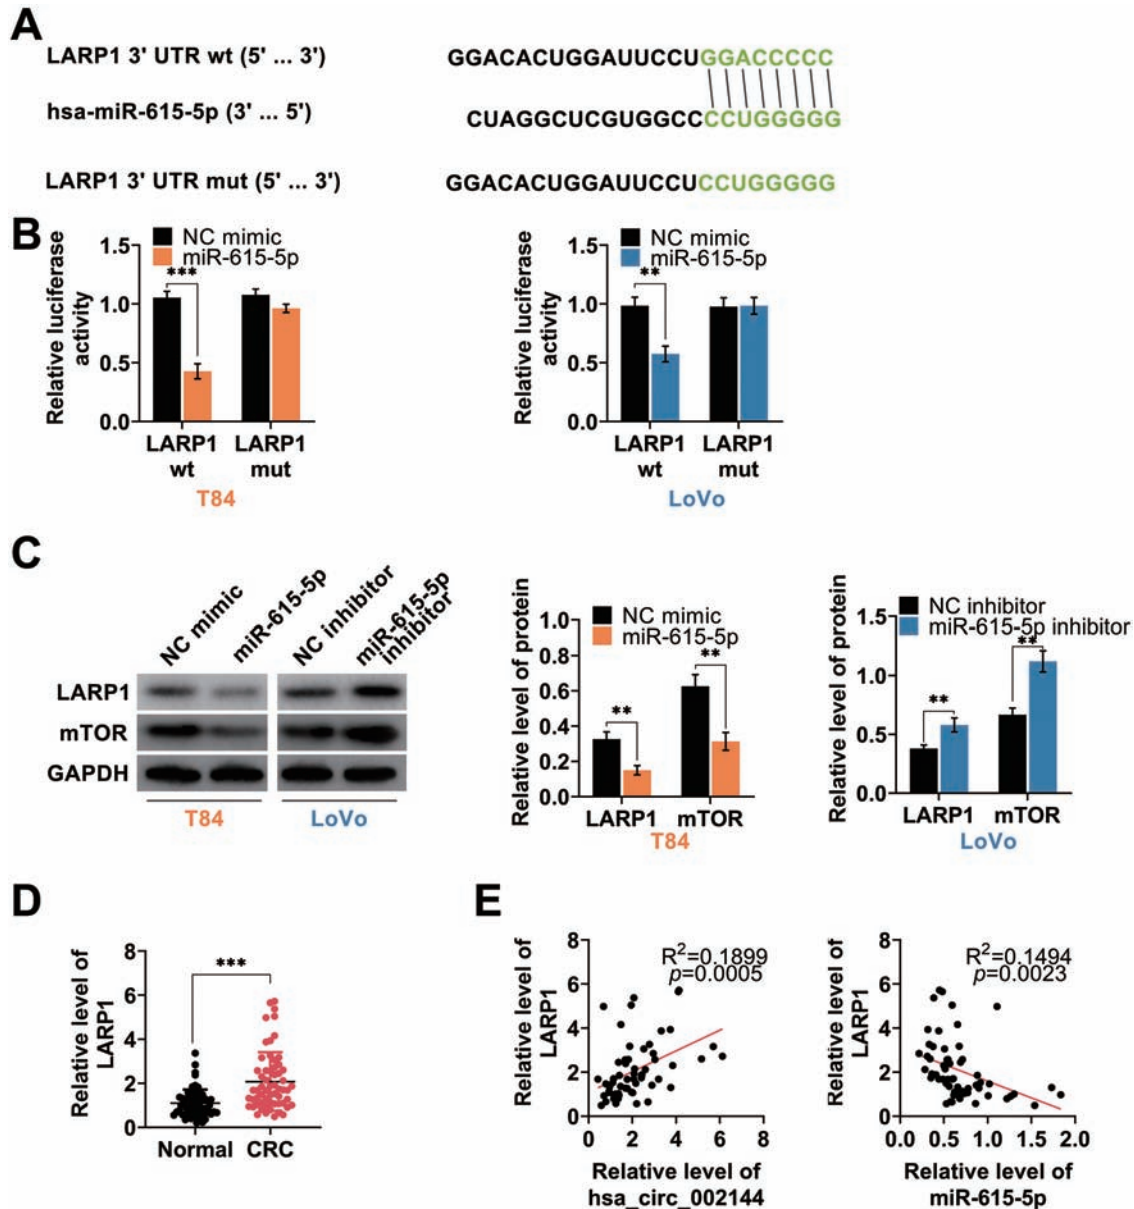 A
LARP1 3' UTR wt (5' ... 3') GGACACUGGAUUCCUGGACCCCC
hsa-miR-615-5p (3' ... 5') CUAGGCUCGUGGCCCCUGGGGG
LARP1 3' UTR mut (5' ... 3') GGACACUGGAUUCCUCCUGGGGG
B
Relative luciferase
activity
1.5
1.0
0.5
0.0
NC mimic
miR-615-5p
***
LARP1
wt
LARP1
mut
T84
Relative luciferase
activity
1.5
1.0
0.5
0.0
NC mimic
miR-615-5p
**
LARP1
wt
LARP1
mut
LoVo
C
NC mimic
miR-615-5p
NC inhibitor
miR-615-5p
inhibitor
LARP1
mTOR
GAPDH
T84 LoVo
Relative level of protein
1.0
0.8
0.6
0.4
0.2
0.0
NC mimic
miR-615-5p
**
**
LARP1 mTOR
T84
Relative level of protein
1.5
1.0
0.5
0.0
NC inhibitor
miR-615-5p inhibitor
**
**
LARP1 mTOR
LoVo
D
Relative level of
LARP1
8
6
4
2
0
***
Normal CRC
E
Relative level of
LARP1
8
6
4
2
0
R²=0.1899
p=0.0005
0 2 4 6 8
Relative level of
hsa_circ_002144
Relative level of
LARP1
8
6
4
2
0
R²=0.1494
p=0.0023
0.0 0.5 1.0 1.5 2.0
Relative level of
miR-615-5p